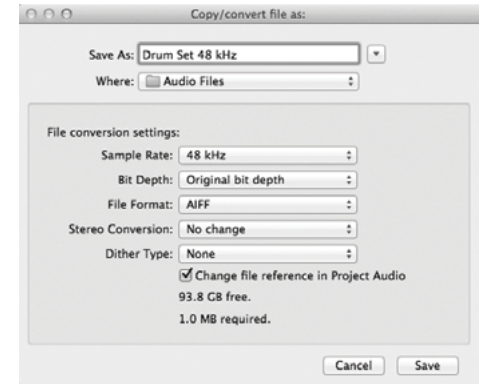 Copy/convert file as:
Save As: Drum Set 48 kHz
Where: Audio Files
File conversion settings:
Sample Rate: 48 kHz
Bit Depth: Original bit depth
File Format: AIFF
Stereo Conversion: No change
Dither Type: None
Change file reference in Project Audio
93.8 GB free.
1.0 MB required.
Cancel Save